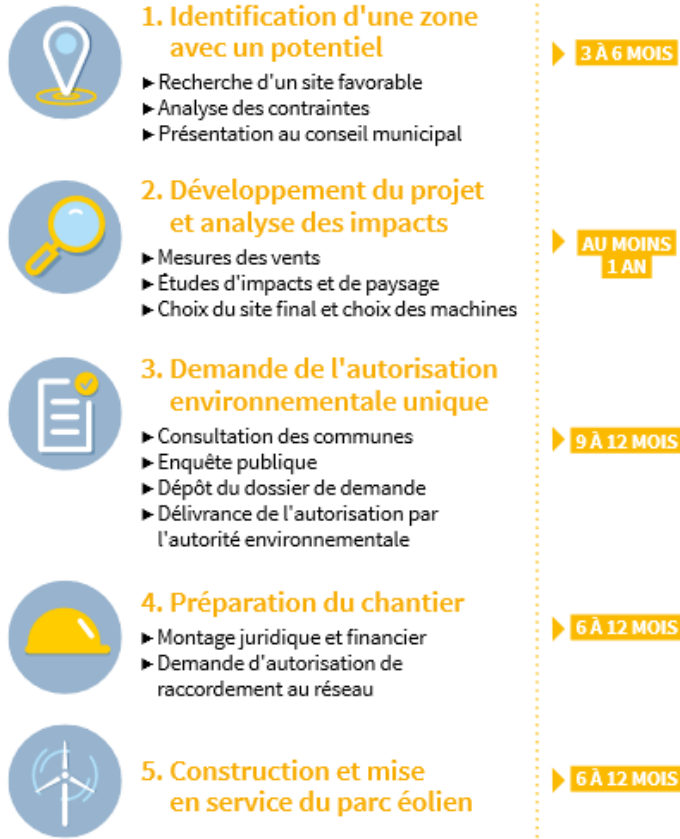 1. Identification d'une zone
avec un potentiel
► Recherche d'un site favorable
► Analyse des contraintes
► Présentation au conseil municipal
3 À 6 MOIS
2. Développement du projet
et analyse des impacts
► Mesures des vents
► Études d'impacts et de paysage
► Choix du site final et choix des machines
AU MOINS
1 AN
3. Demande de l'autorisation
environnementale unique
► Consultation des communes
► Enquête publique
► Dépôt du dossier de demande
► Délivrance de l'autorisation par
l'autorité environnementale
9 À 12 MOIS
4. Préparation du chantier
► Montage juridique et financier
► Demande d'autorisation de
raccordement au réseau
6 À 12 MOIS
5. Construction et mise
en service du parc éolien
6 À 12 MOIS